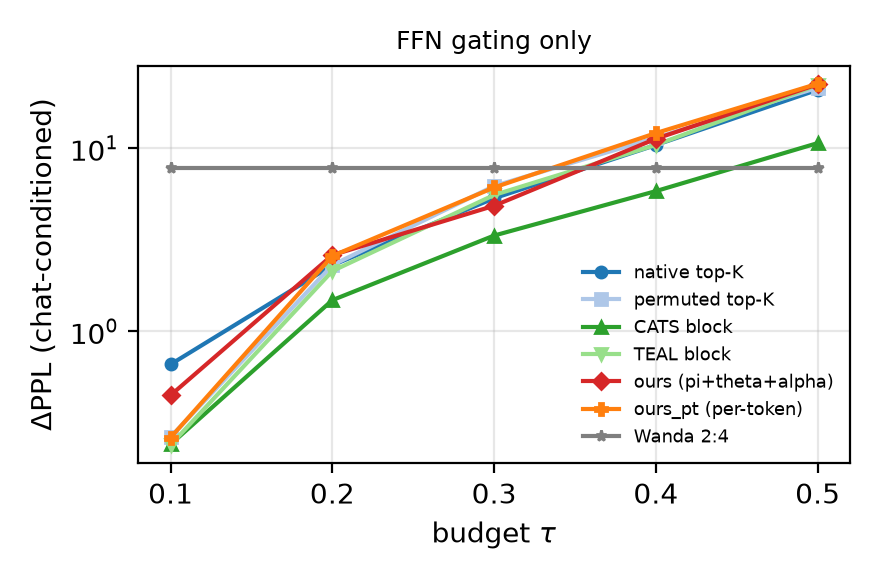 FFN gating only
ΔPPL (chat-conditioned)
10¹
10⁰
native top-K
permuted top-K
CATS block
TEAL block
ours (pi+theta+alpha)
ours_pt (per-token)
Wanda 2:4
0.1 0.2 0.3 0.4 0.5
budget τ